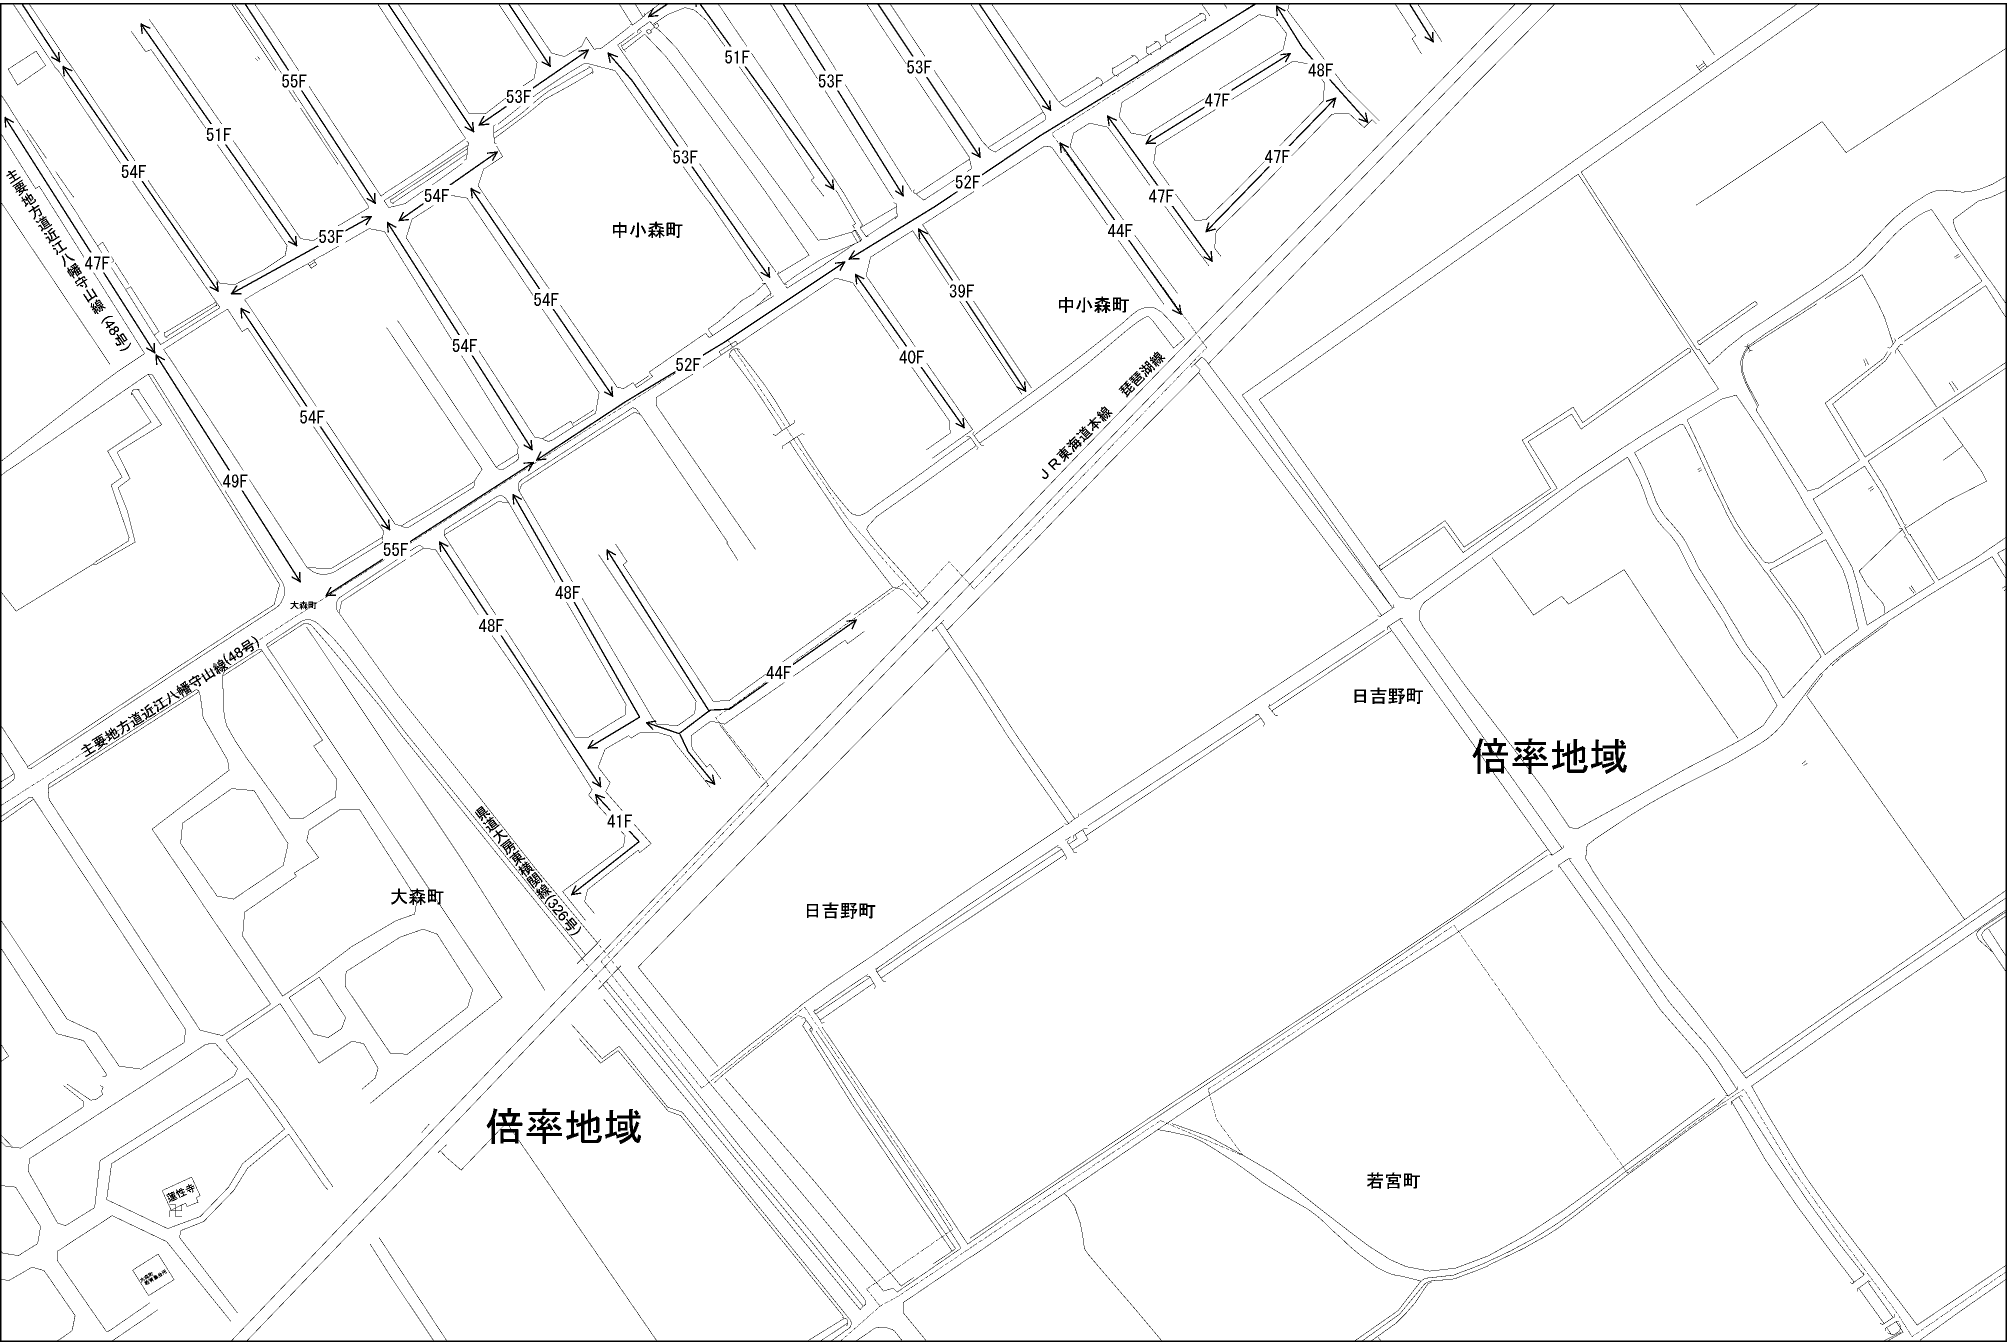 51F
48F
55F
53F
53F
53F
47F
51F
53F
54F
53F
47F
主要地方道近江八幡守山線(48号)
52F
54F
47F
53F
中小森町
44F
47F
39F
54F
中小森町
54F
40F
52F
ＪＲ東海道本線　琵琶湖線
54F
49F
55F
48F
大森町
48F
主要地方道近江八幡守山線(48号)
44F
日吉野町
倍率地域
41F
県道大房東横関線(326号)
大森町
日吉野町
倍率地域
若宮町
蓮性寺